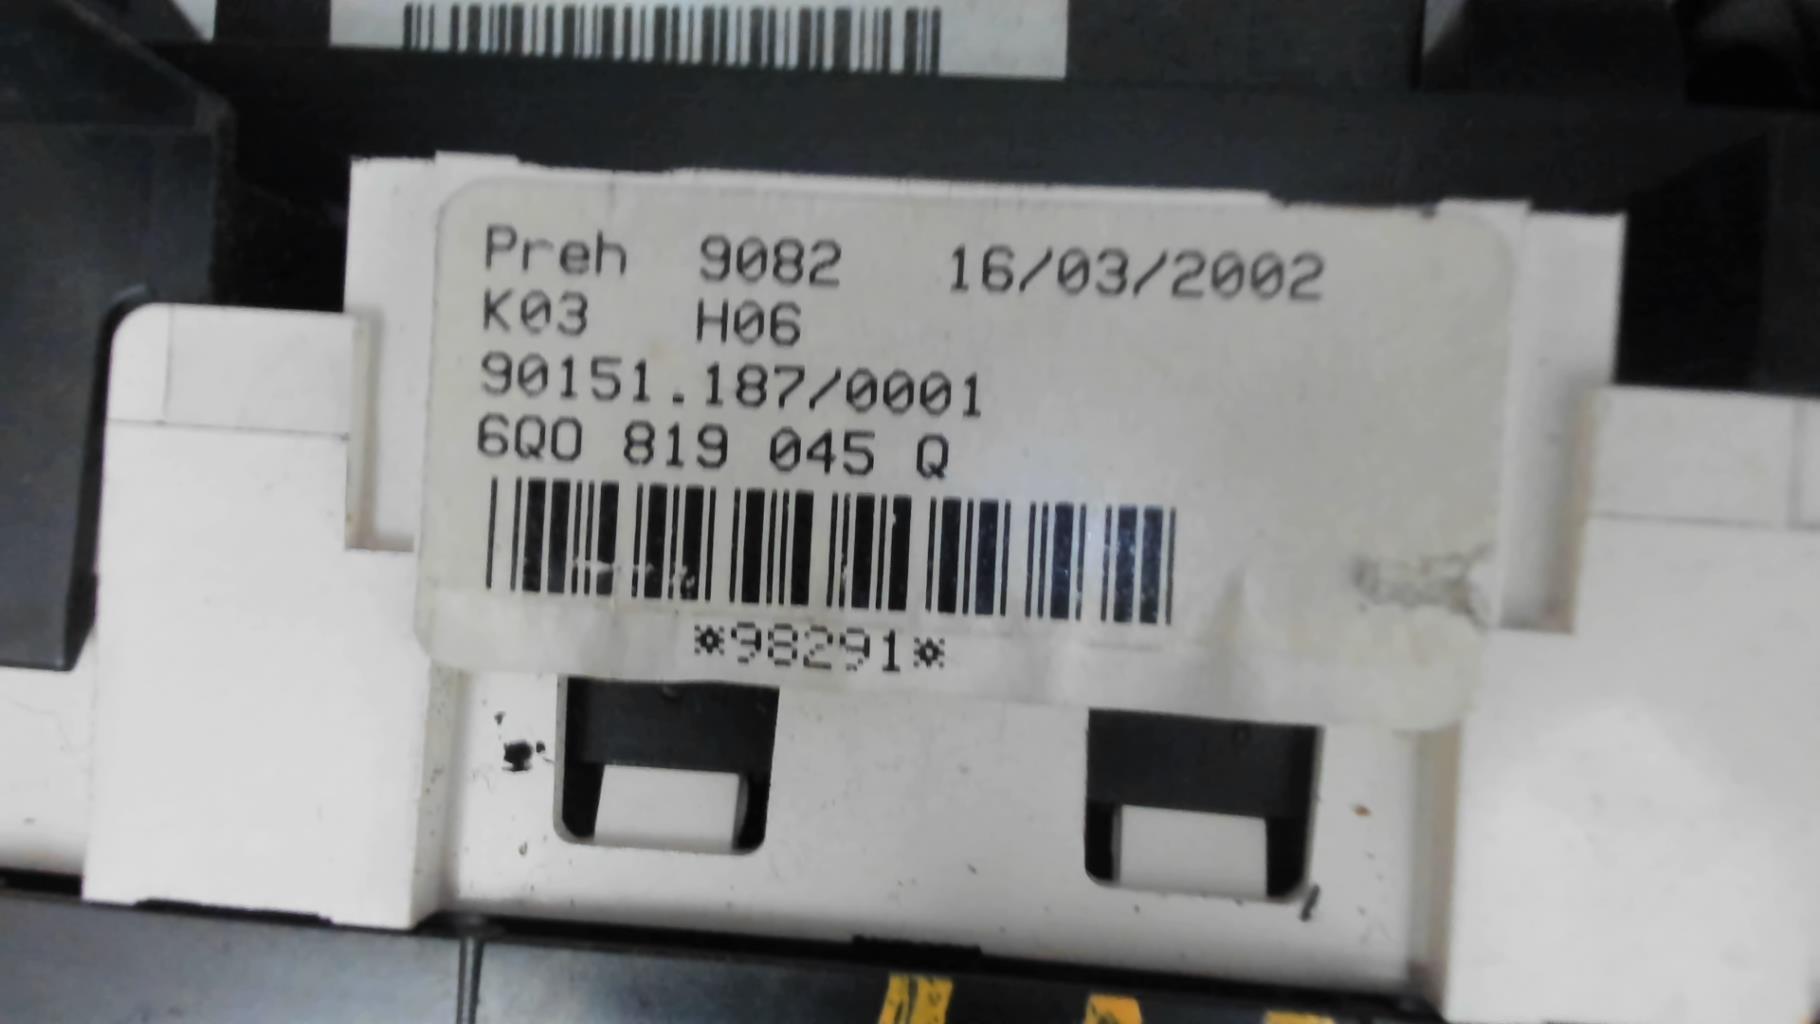 Preh 9082 16/03/2002
K03 H06
90151.187/0001
6Q0 819 045 Q
*98291*